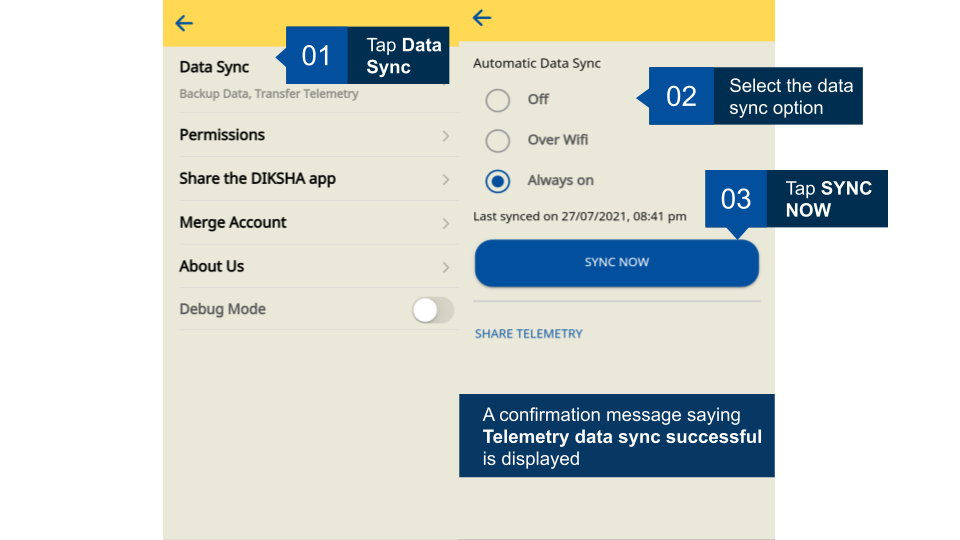 01
Tap Data
Sync
Data Sync
Backup Data, Transfer Telemetry
Permissions
Share the DIKSHA app
Merge Account
About Us
Debug Mode
Automatic Data Sync
02
Select the data
sync option
Off
Over Wifi
Always on
03
Tap SYNC
NOW
Last synced on 27/07/2021, 08:41 pm
SYNC NOW
SHARE TELEMETRY
A confirmation message saying
Telemetry data sync successful
is displayed